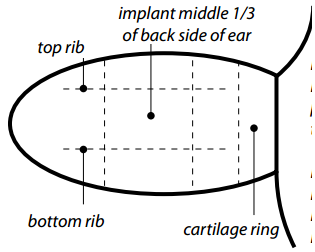 implant middle 1/3
of back side of ear
top rib
bottom rib
cartilage ring